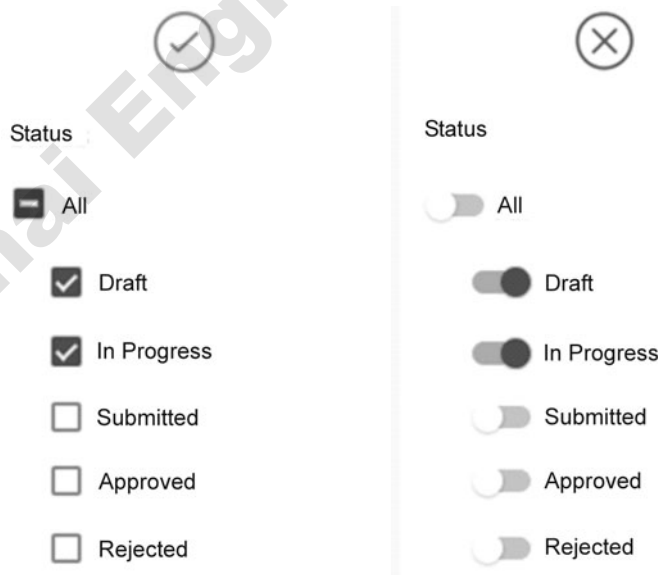 Status
All
Draft
In Progress
Submitted
Approved
Rejected
Status
All
Draft
In Progress
Submitted
Approved
Rejected